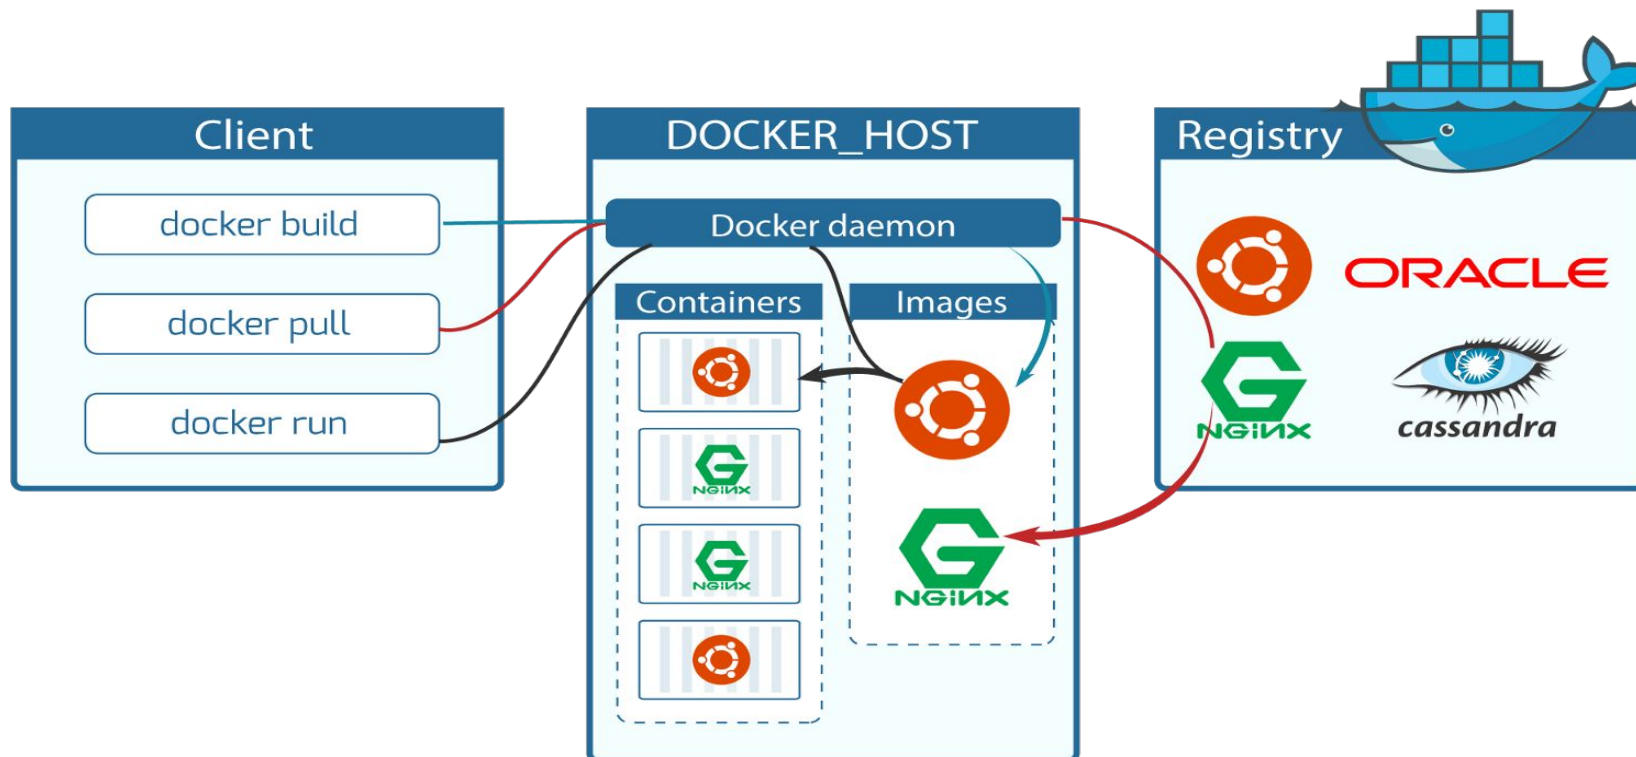 Client
docker build
docker pull
docker run
DOCKER_HOST
Docker daemon
Containers
NGiNX
NGiNX
Images
NGiNX
Registry
ORACLE
NGiNX
cassandra